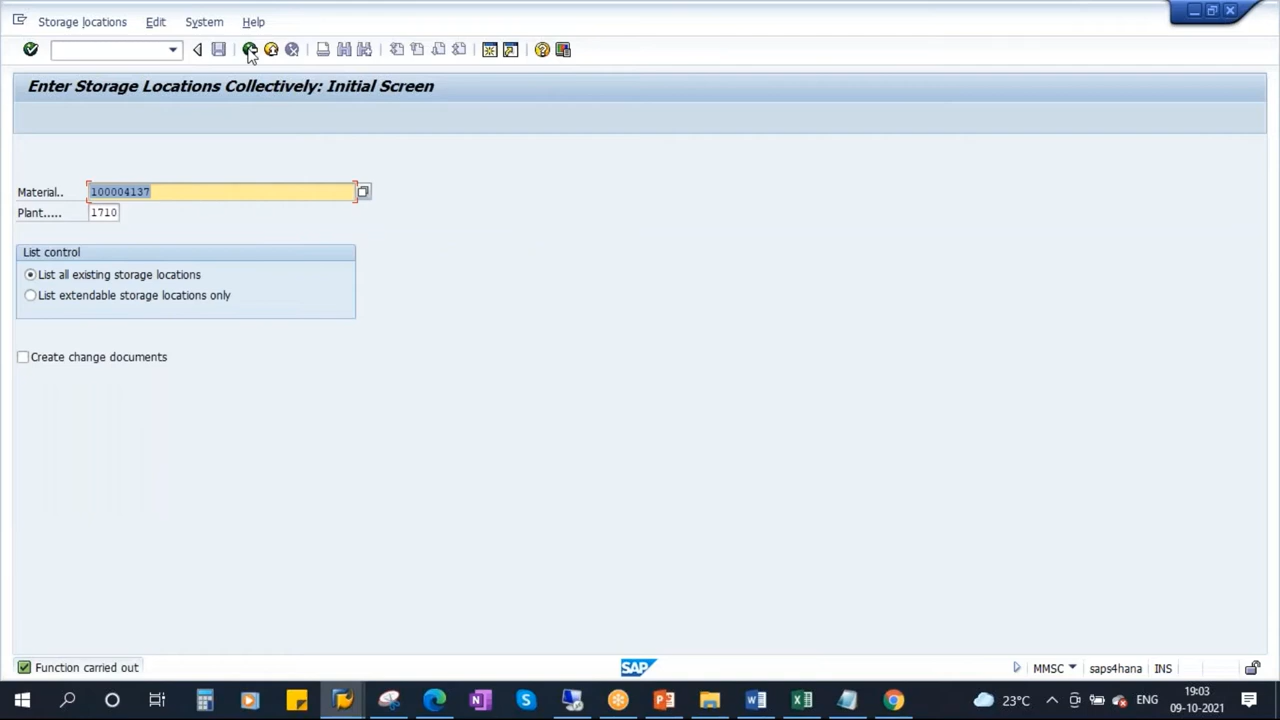 Storage locations Edit System Help
Enter Storage Locations Collectively: Initial Screen
Material.. 100004137
Plant..... 1710
List control
List all existing storage locations
List extendable storage locations only
Create change documents
Function carried out
SAP
MMSC saps4hana INS
23°C ENG 19:03
09-10-2021